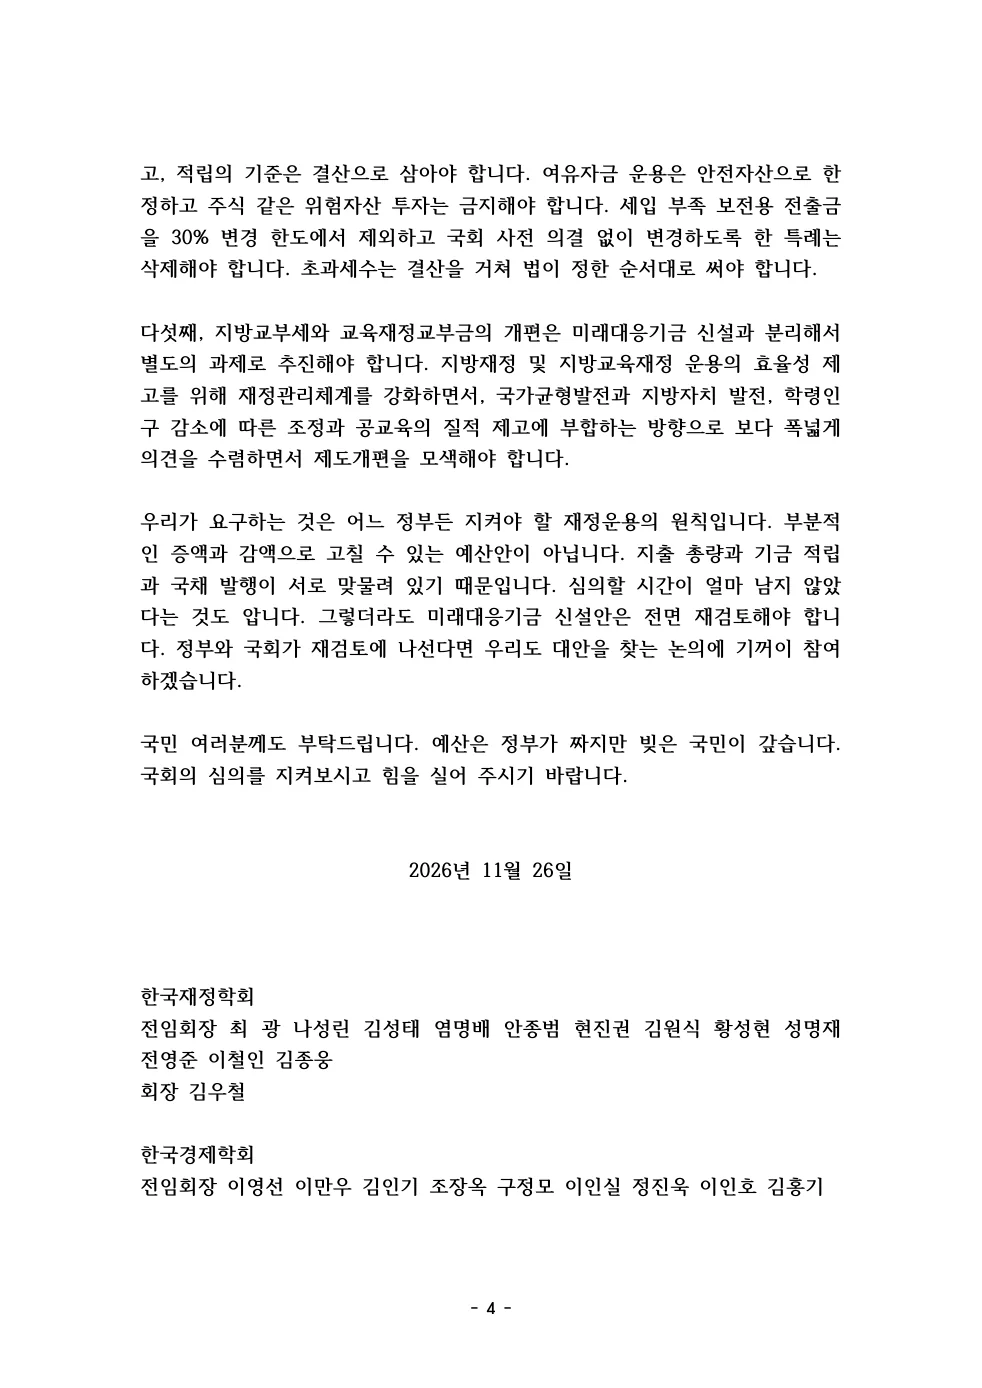 고, 적립의 기준은 결산으로 삼아야 합니다. 여유자금 운용은 안전자산으로 한
정하고 주식 같은 위험자산 투자는 금지해야 합니다. 세입 부족 보전용 전출금
을 30% 변경 한도에서 제외하고 국회 사전 의결 없이 변경하도록 한 특례는
삭제해야 합니다. 초과세수는 결산을 거쳐 법이 정한 순서대로 써야 합니다.
다섯째, 지방교부세와 교육재정교부금의 개편은 미래대응기금 신설과 분리해서
별도의 과제로 추진해야 합니다. 지방재정 및 지방교육재정 운용의 효율성 제
고를 위해 재정관리체계를 강화하면서, 국가균형발전과 지방자치 발전, 학령인
구 감소에 따른 조정과 공교육의 질적 제고에 부합하는 방향으로 보다 폭넓게
의견을 수렴하면서 제도개편을 모색해야 합니다.
우리가 요구하는 것은 어느 정부든 지켜야 할 재정운용의 원칙입니다. 부분적
인 증액과 감액으로 고칠 수 있는 예산안이 아닙니다. 지출 총량과 기금 적립
과 국채 발행이 서로 맞물려 있기 때문입니다. 심의할 시간이 얼마 남지 않았
다는 것도 압니다. 그렇더라도 미래대응기금 신설안은 전면 재검토해야 합니
다. 정부와 국회가 재검토에 나선다면 우리도 대안을 찾는 논의에 기꺼이 참여
하겠습니다.
국민 여러분께도 부탁드립니다. 예산은 정부가 짜지만 빚은 국민이 갚습니다.
국회의 심의를 지켜보시고 힘을 실어 주시기 바랍니다.
2026년 11월 26일
한국재정학회
전임회장 최 광 나성린 김성태 염명배 안종범 현진권 김원식 황성현 성명재
전영준 이철인 김종웅
회장 김우철
한국경제학회
전임회장 이영선 이만우 김인기 조장옥 구정모 이인실 정진욱 이인호 김홍기
- 4 -